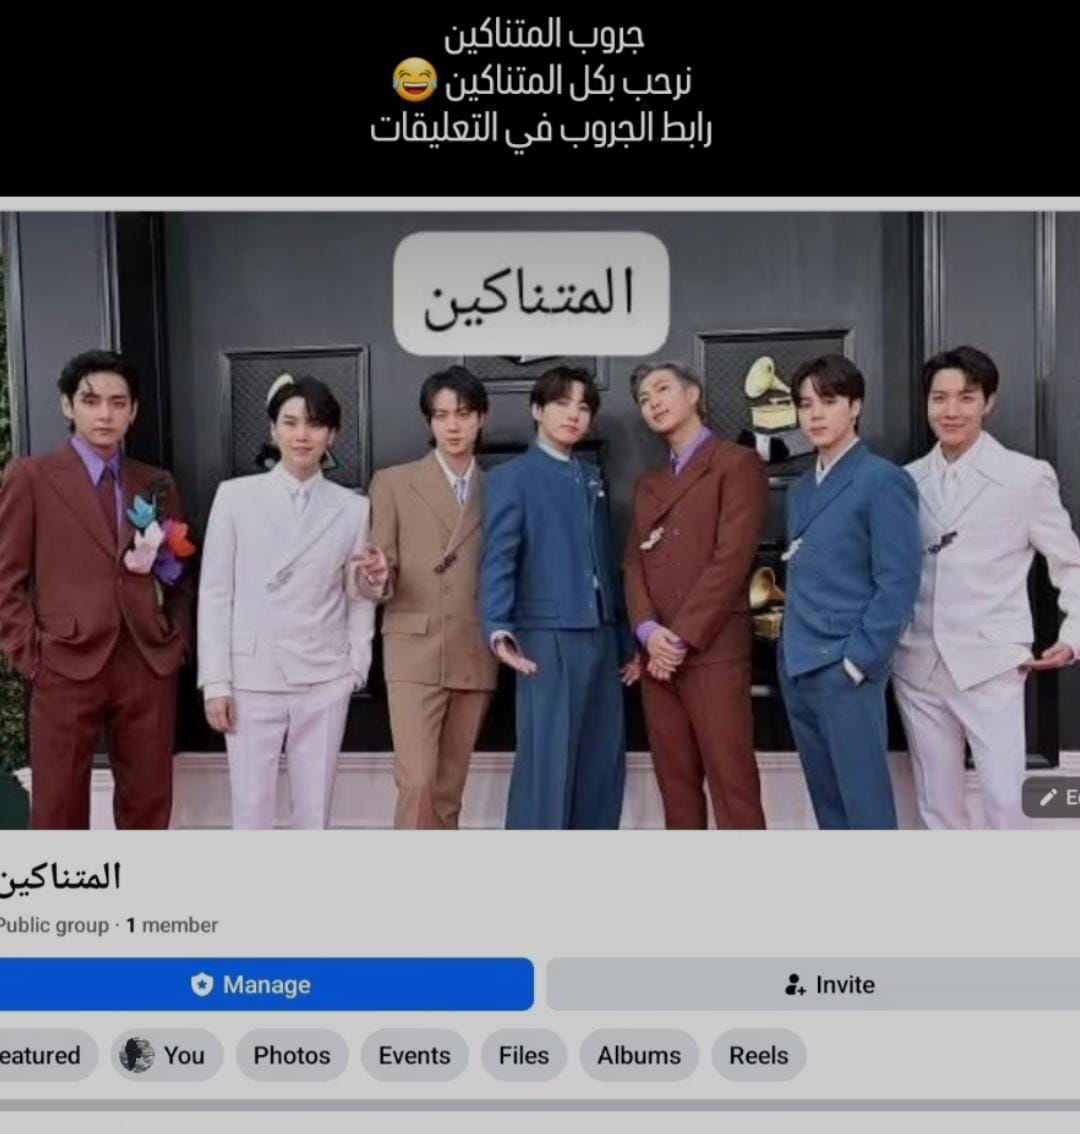 جروب المتناكين
نرحب بكل المتناكين 😂
رابط الجروب في التعليقات
المتناكين
المتناكين
Public group · 1 member
Manage
Invite
eatured
You
Photos
Events
Files
Albums
Reels